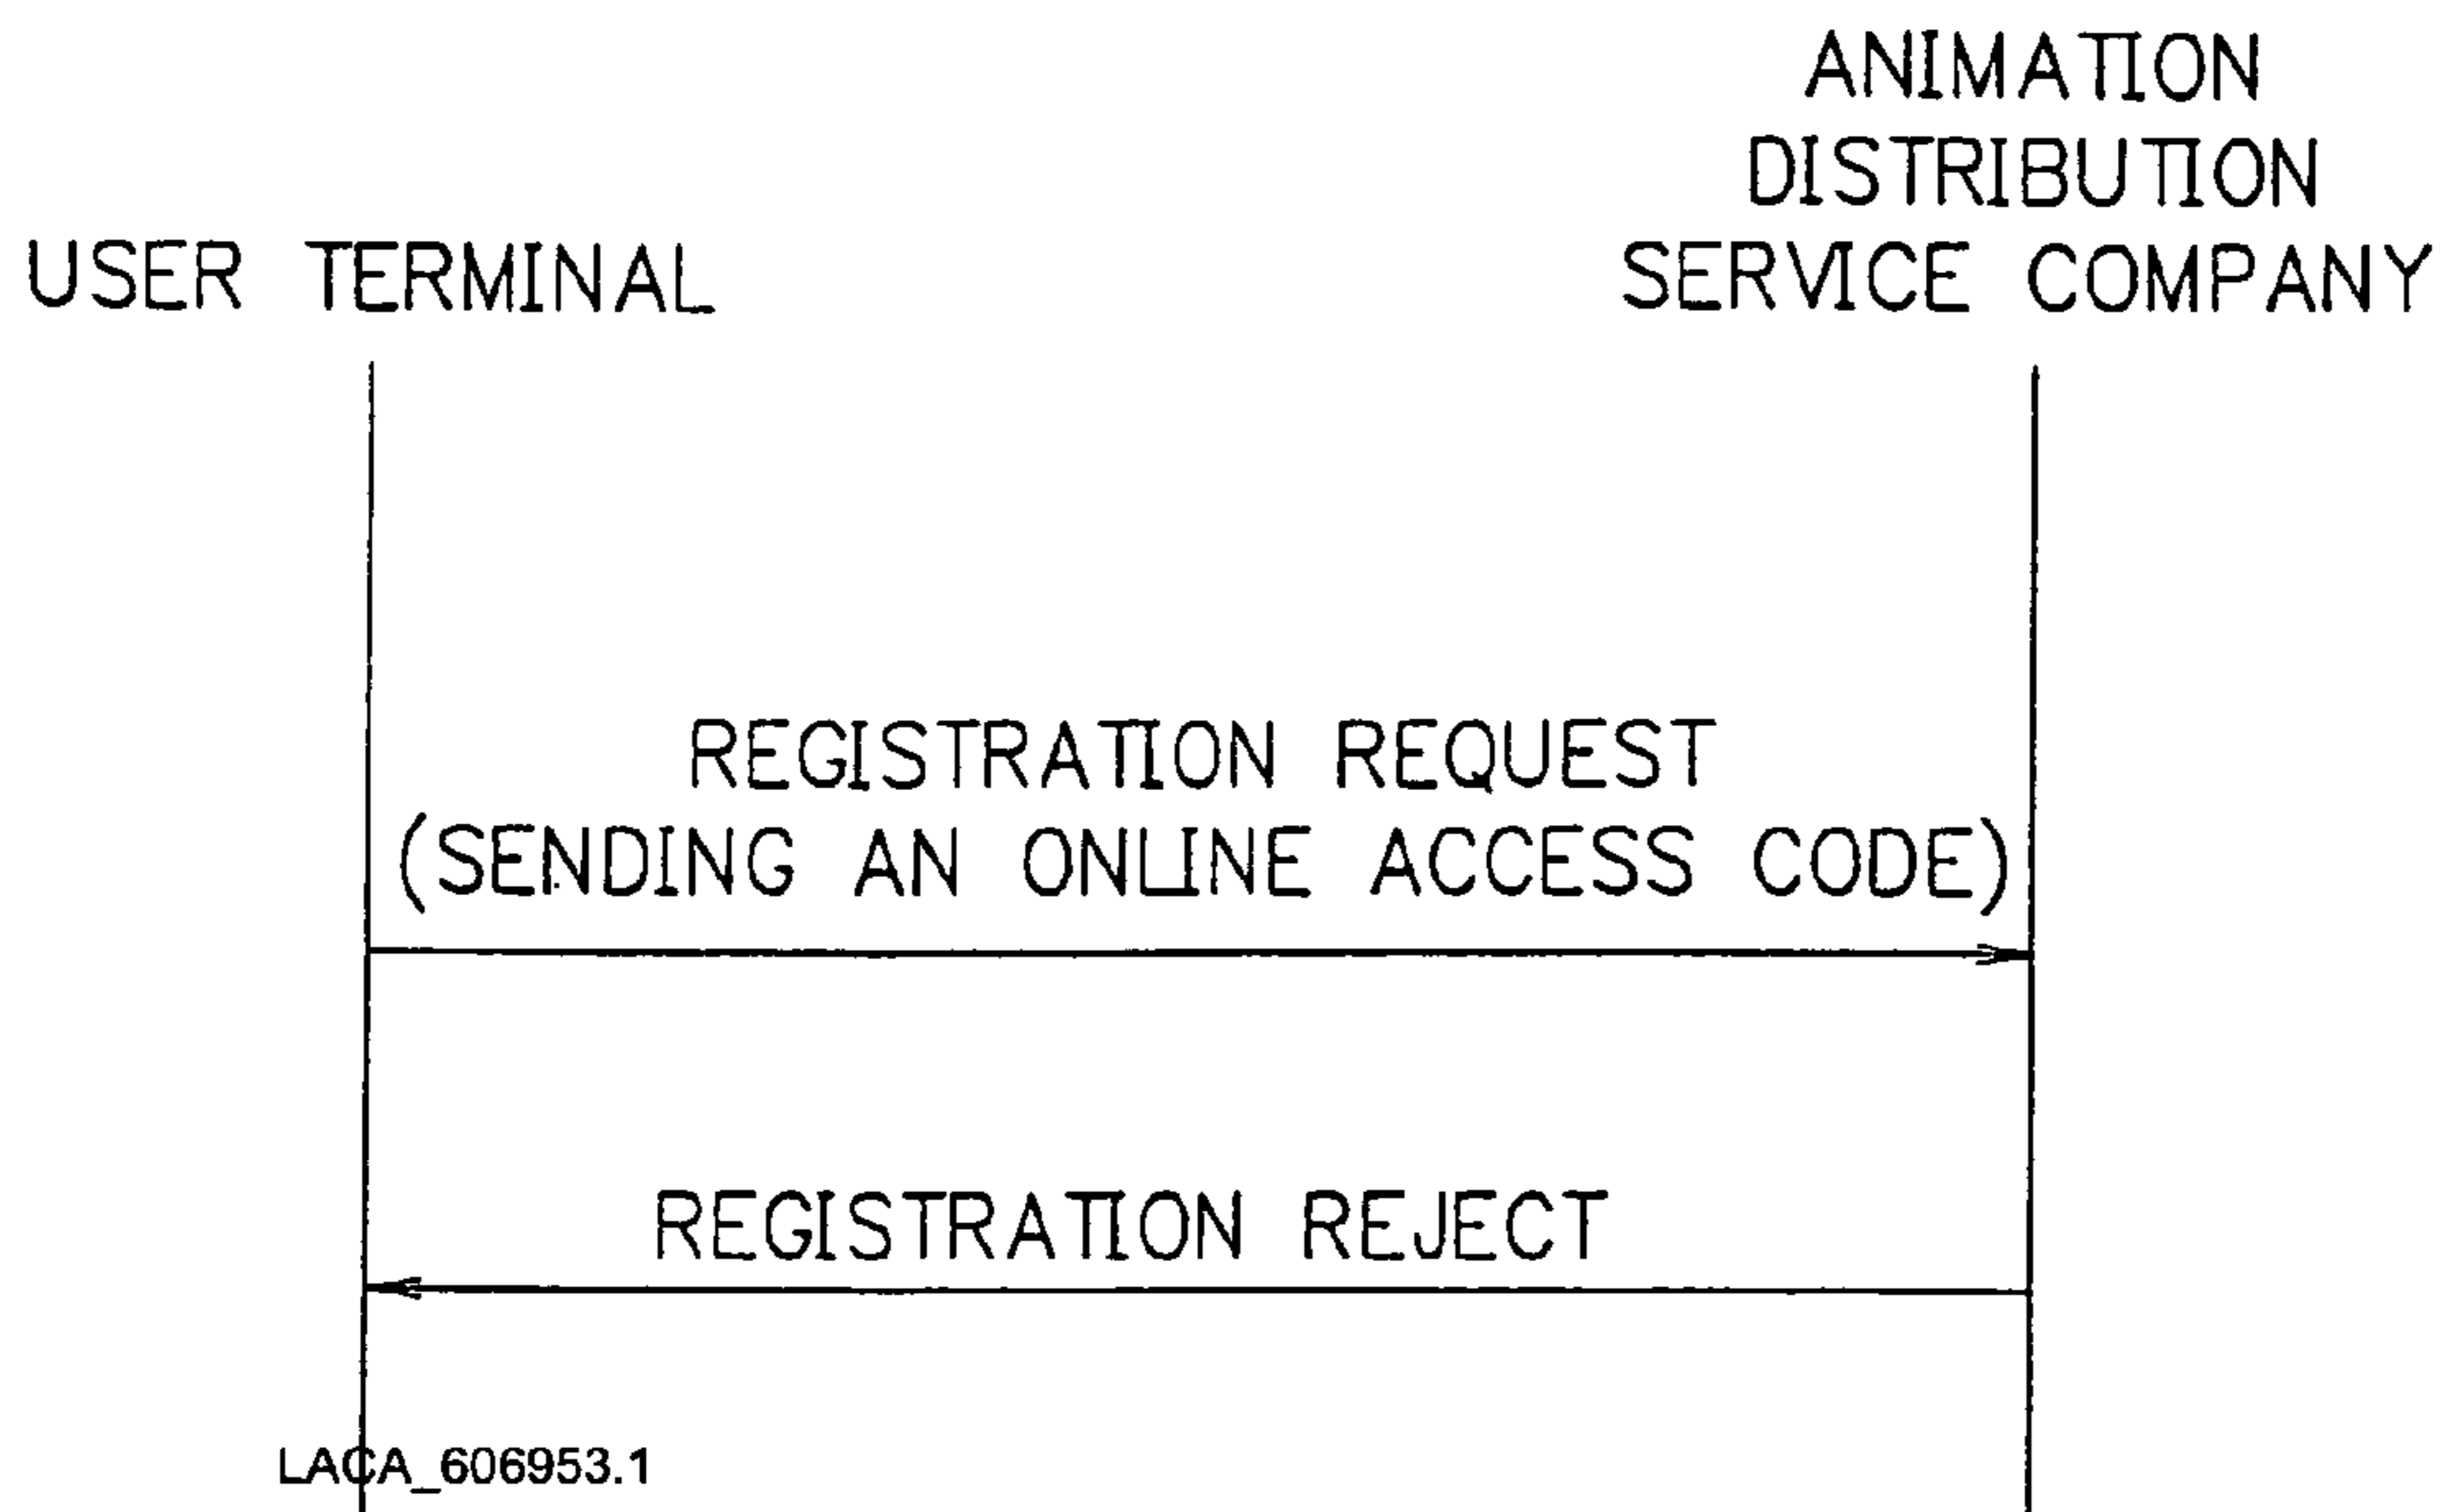 ANIMATION
DISTRIBUTION
SERVICE COMPANY
USER TERMINAL
REGISTRATION REQUEST
(SENDING AN ONLINE ACCESS CODE)
REGISTRATION REJECT
LACA_606953.1